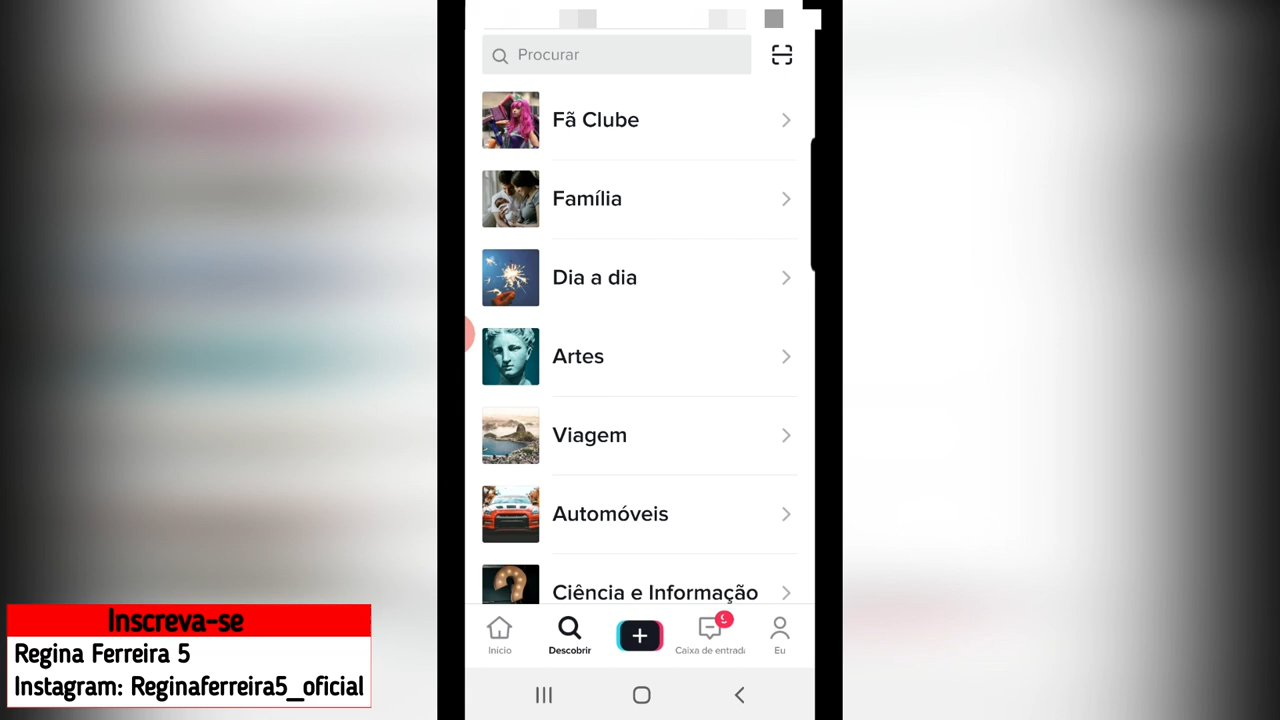 Procurar
Fã Clube
Família
Dia a dia
Artes
Viagem
Automóveis
Ciência e Informação
Início
Descobrir
Caixa de entrada
Eu
Inscreva-se
Regina Ferreira 5
Instagram: Reginaferreira5_oficial